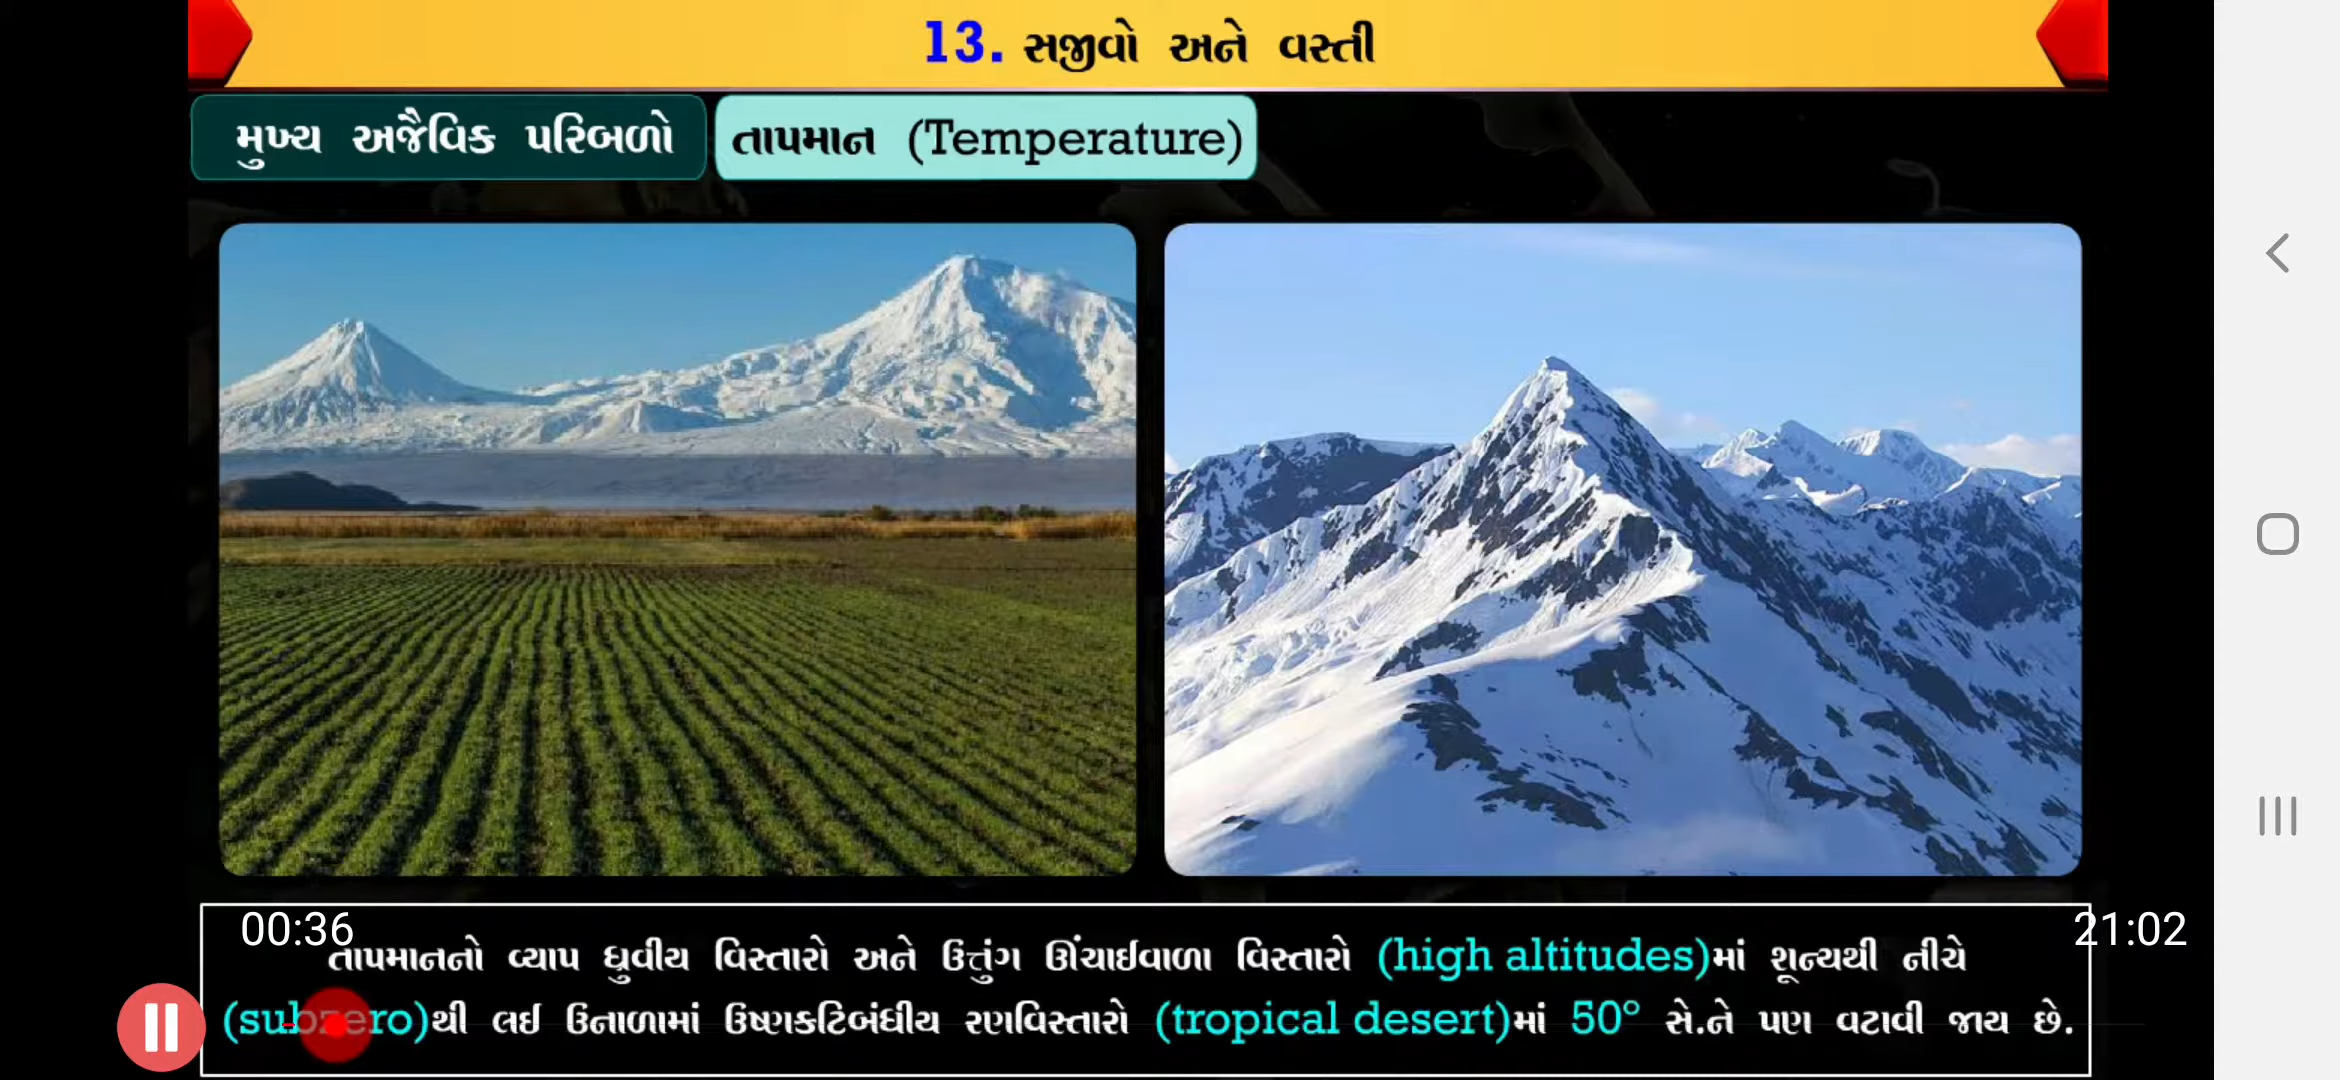 13. સજીવો અને વસ્તી
મુખ્ય અજૈવિક પરિબળો
તાપમાન (Temperature)
00:36
21:02
તાપમાનનો વ્યાપ ધ્રુવીય વિસ્તારો અને ઉત્તુંગ ઊંચાઈવાળા વિસ્તારો (high altitudes)માં શૂન્યથી નીચે
(subzero)થી લઈ ઉનાળામાં ઉષ્ણકટિબંધીય રણવિસ્તારો (tropical desert)માં 50° સે.ને પણ વટાવી જાય છે.